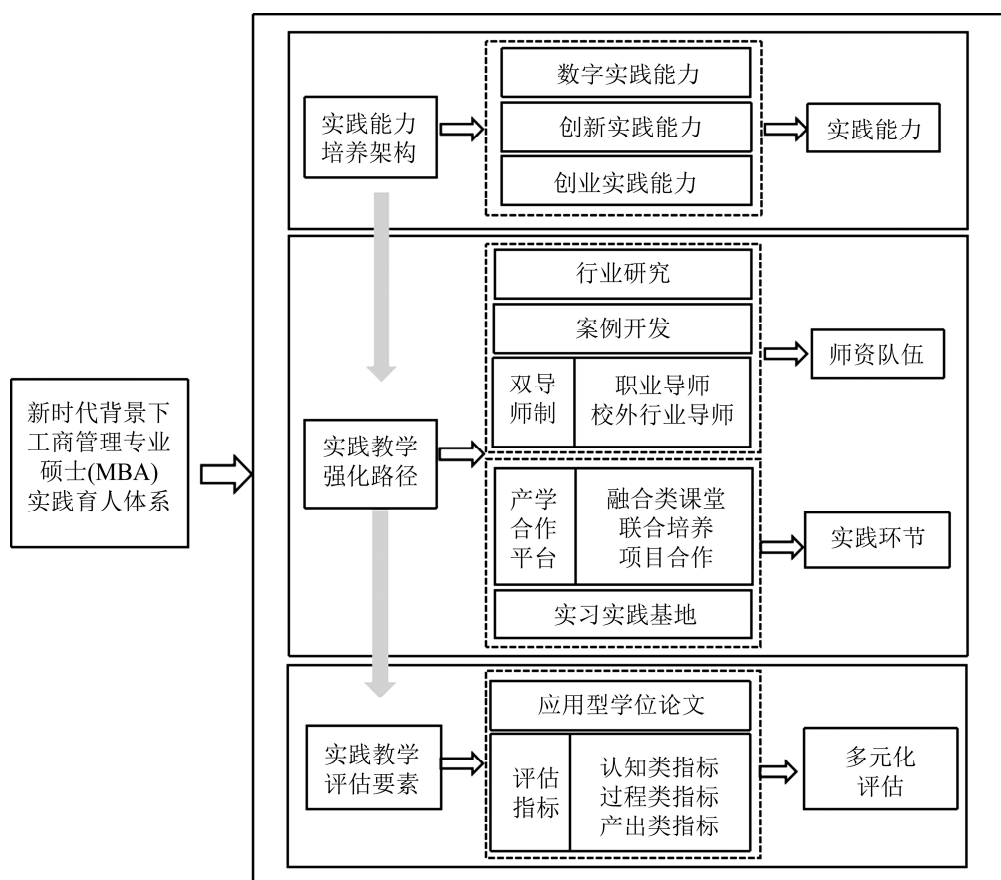 新时代背景下
工商管理专业
硕士(MBA)
实践育人体系
实践能力
培养架构
数字实践能力
创新实践能力
创业实践能力
实践能力
实践教学
强化路径
行业研究
案例开发
双导
师制
职业导师
校外行业导师
师资队伍
产学
合作
平台
融合类课堂
联合培养
项目合作
实习实践基地
实践环节
实践教学
评估要素
应用型学位论文
评估
指标
认知类指标
过程类指标
产出类指标
多元化
评估